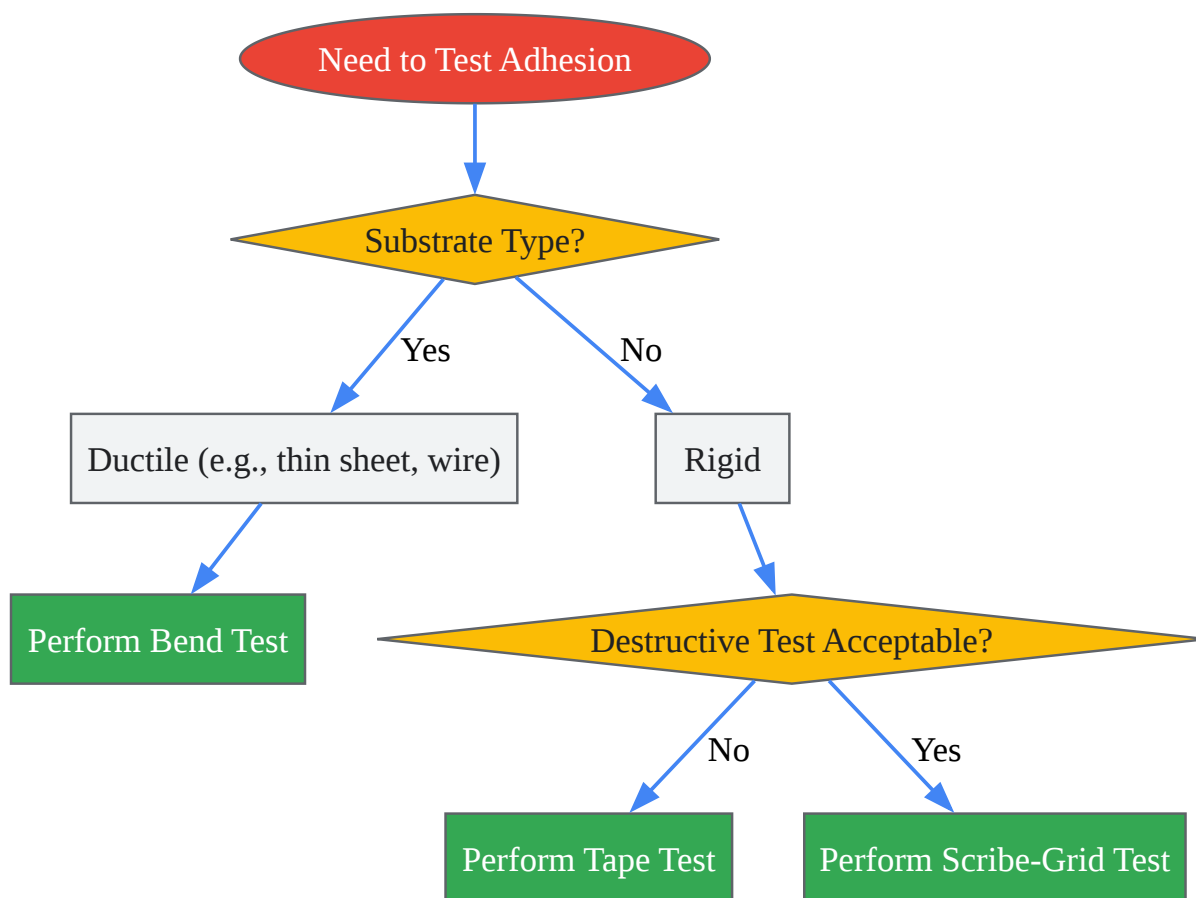 Need to Test Adhesion
Substrate Type?
Yes
No
Ductile (e.g., thin sheet, wire)
Rigid
Perform Bend Test
Destructive Test Acceptable?
No
Yes
Perform Tape Test
Perform Scribe-Grid Test